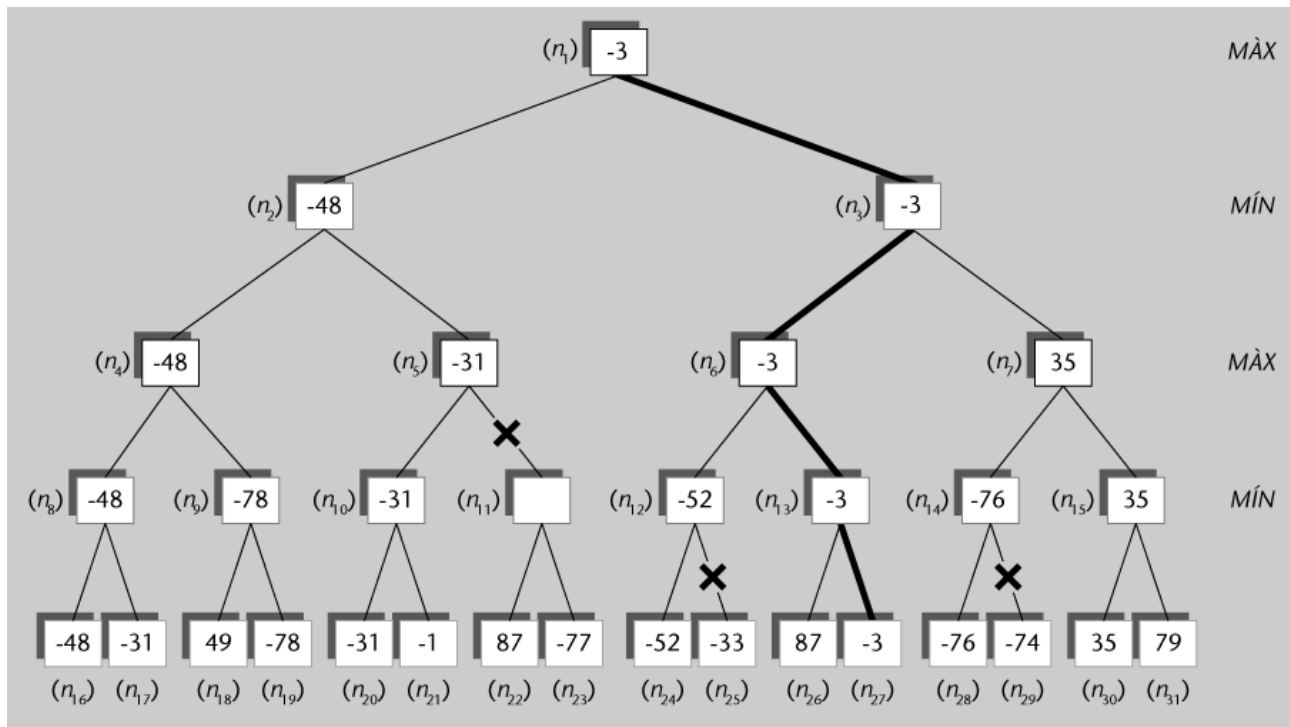 (n₁) -3 MÀX
(n₂) -48 (n₃) -3 MÍN
(n₄) -48 (n₅) -31 (n₆) -3 (n₇) 35 MÀX
(n₈) -48 (n₉) -78 (n₁₀) -31 (n₁₁) (n₁₂) -52 (n₁₃) -3 (n₁₄) -76 (n₁₅) 35 MÍN
-48 -31 49 -78 -31 -1 87 -77 -52 -33 87 -3 -76 -74 35 79
(n₁₆) (n₁₇) (n₁₈) (n₁₉) (n₂₀) (n₂₁) (n₂₂) (n₂₃) (n₂₄) (n₂₅) (n₂₆) (n₂₇) (n₂₈) (n₂₉) (n₃₀) (n₃₁)